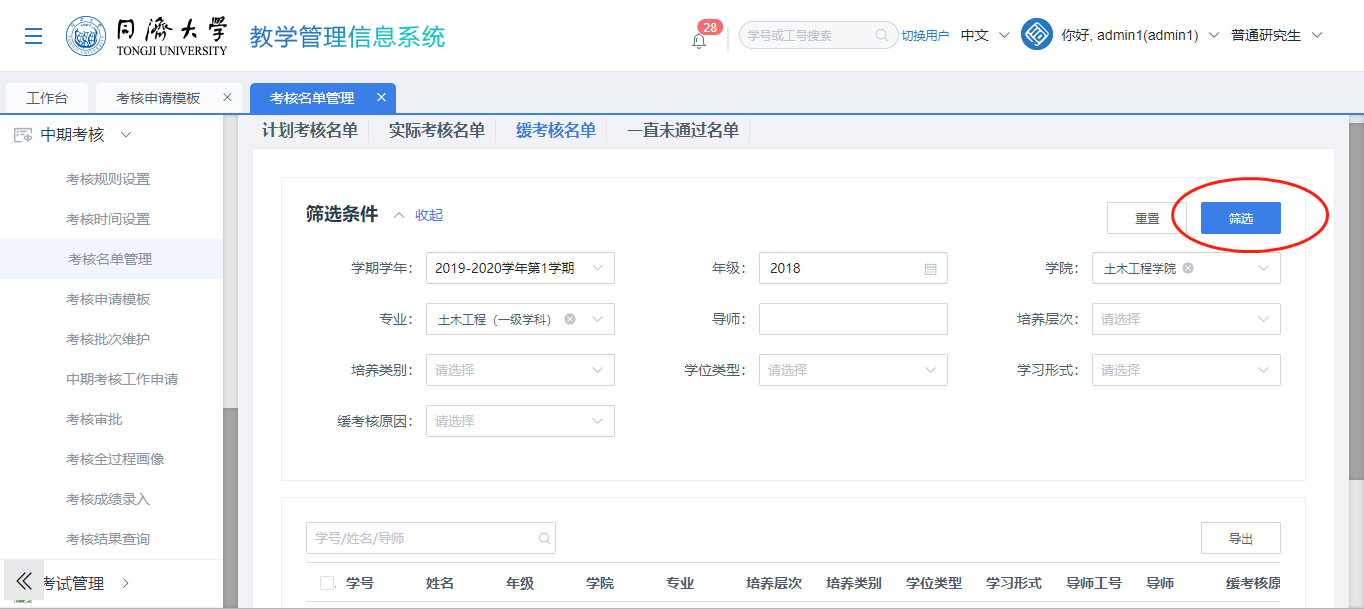 同濟大学
TONGJI UNIVERSITY
教学管理信息系统
28
学号或工号搜索
切换用户
中文
你好, admin1(admin1)
普通研究生
工作台
考核申请模板
考核名单管理
中期考核
计划考核名单
实际考核名单
缓考核名单
一直未通过名单
考核规则设置
考核时间设置
考核名单管理
考核申请模板
考核批次维护
中期考核工作申请
考核审批
考核全过程画像
考核成绩录入
考核结果查询
考试管理
筛选条件
收起
重置
筛选
学期学年:
2019-2020学年第1学期
年级:
2018
学院:
土木工程学院
专业:
土木工程（一级学科）
导师:
培养层次:
请选择
培养类别:
请选择
学位类型:
请选择
学习形式:
请选择
缓考核原因:
请选择
学号/姓名/导师
导出
学号
姓名
年级
学院
专业
培养层次
培养类别
学位类型
学习形式
导师工号
导师
缓考核原